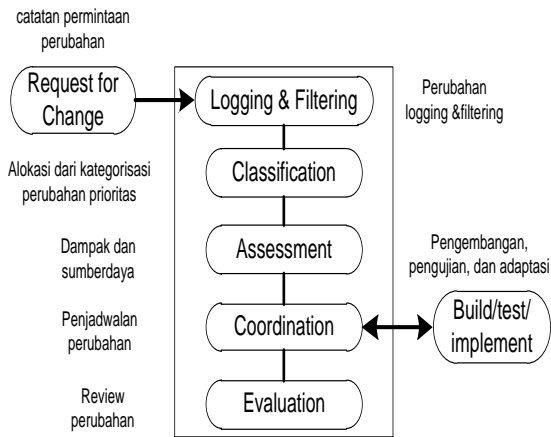 catatan permintaan
perubahan
Request for
Change
Logging & Filtering
Perubahan
logging &filtering
Alokasi dari kategorisasi
perubahan prioritas
Classification
Dampak dan
sumberdaya
Assessment
Pengembangan,
pengujian, dan adaptasi
Penjadwalan
perubahan
Coordination
Build/test/
implement
Review
perubahan
Evaluation